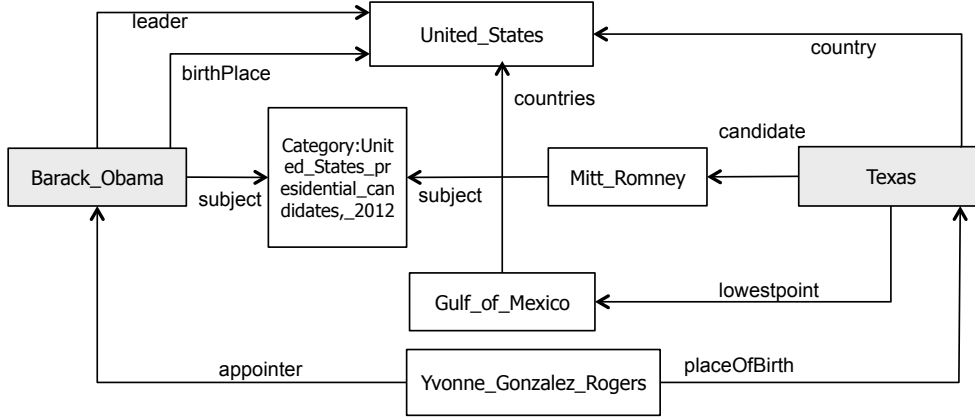 leader
United_States
country
birthPlace
countries
Category:Unit
ed_States_pr
esidential_can
didates,_2012
candidate
Barack_Obama
subject
subject
Mitt_Romney
Texas
Gulf_of_Mexico
lowestpoint
appointer
Yvonne_Gonzalez_Rogers
placeOfBirth